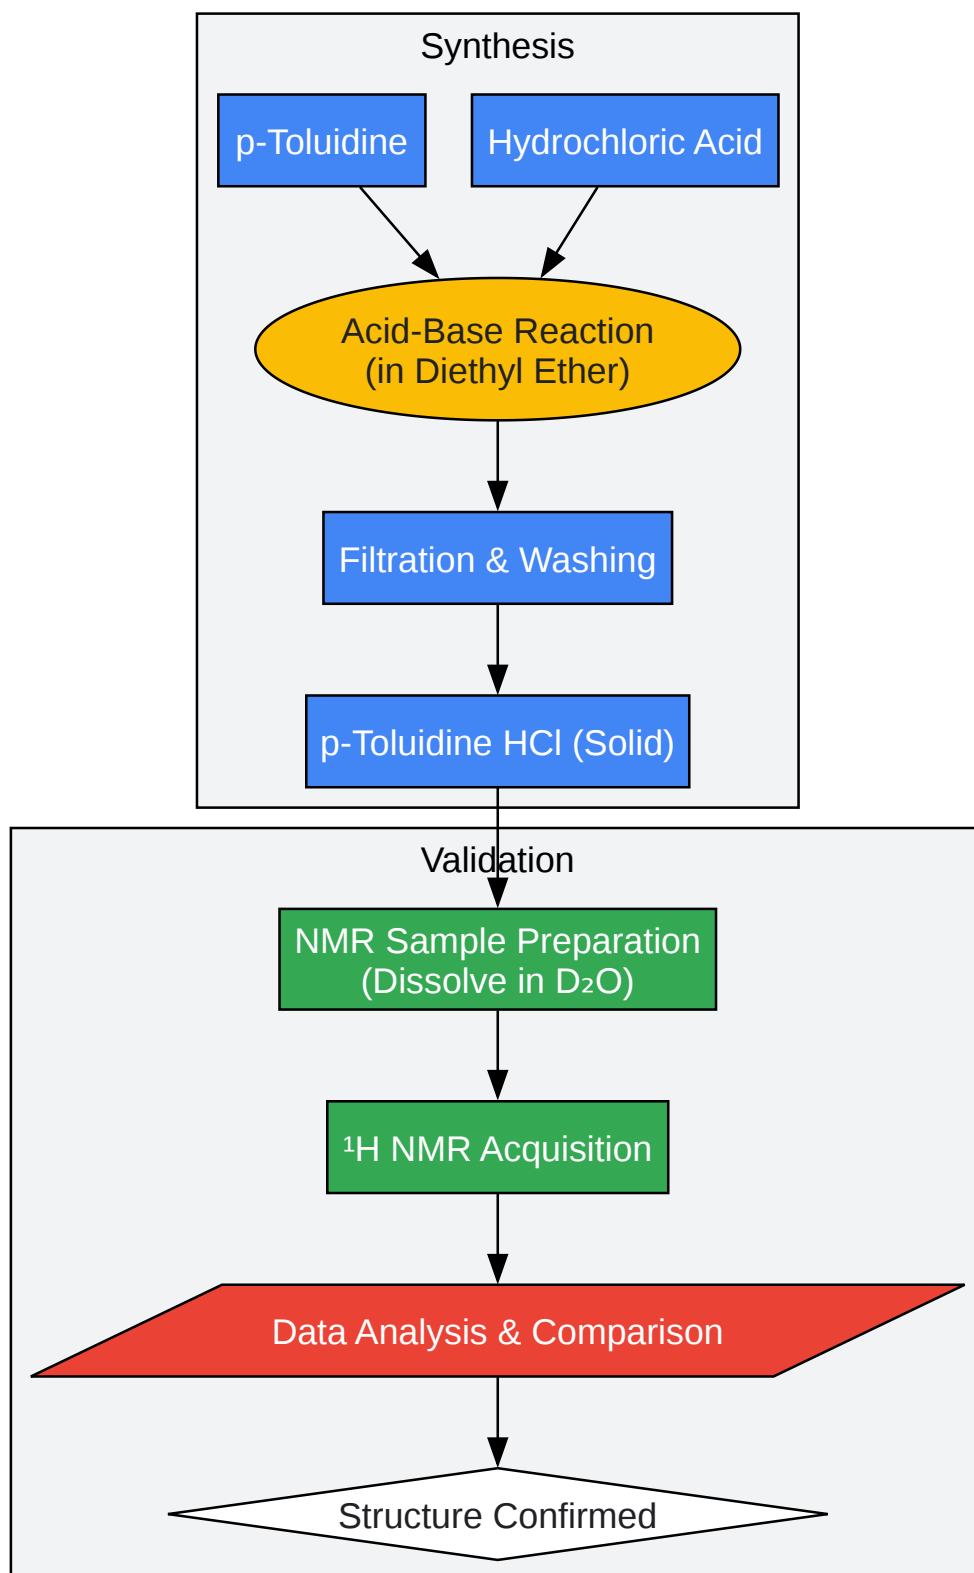 Synthesis
p-Toluidine
Hydrochloric Acid
Acid-Base Reaction
(in Diethyl Ether)
Filtration & Washing
p-Toluidine HCl (Solid)
Validation
NMR Sample Preparation
(Dissolve in D₂O)
¹H NMR Acquisition
Data Analysis & Comparison
Structure Confirmed